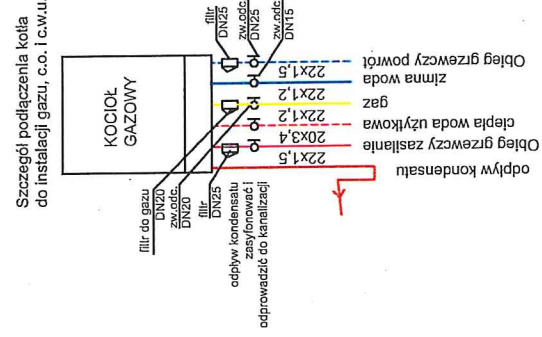 Szczegół podłączenia kotła
do instalacji gazu, c.o. i c.w.u.
KOCIOŁ
GAZOWY
filtr
DN25
zw.odc
DN25
zw.odc
DN15
Obieg grzewczy powrót
22x1,5
zimna woda
22x1,2
gaz
22x1,2
ciepła woda użytkowa
20x3,4
Obieg grzewczy zasilanie
22x1,5
odpływ kondensatu
filtr do gazu
DN20
zw.odc.
DN20
filtr
DN25
odpływ kondensatu
zasyfonować i
odprowadzić do kanalizacji